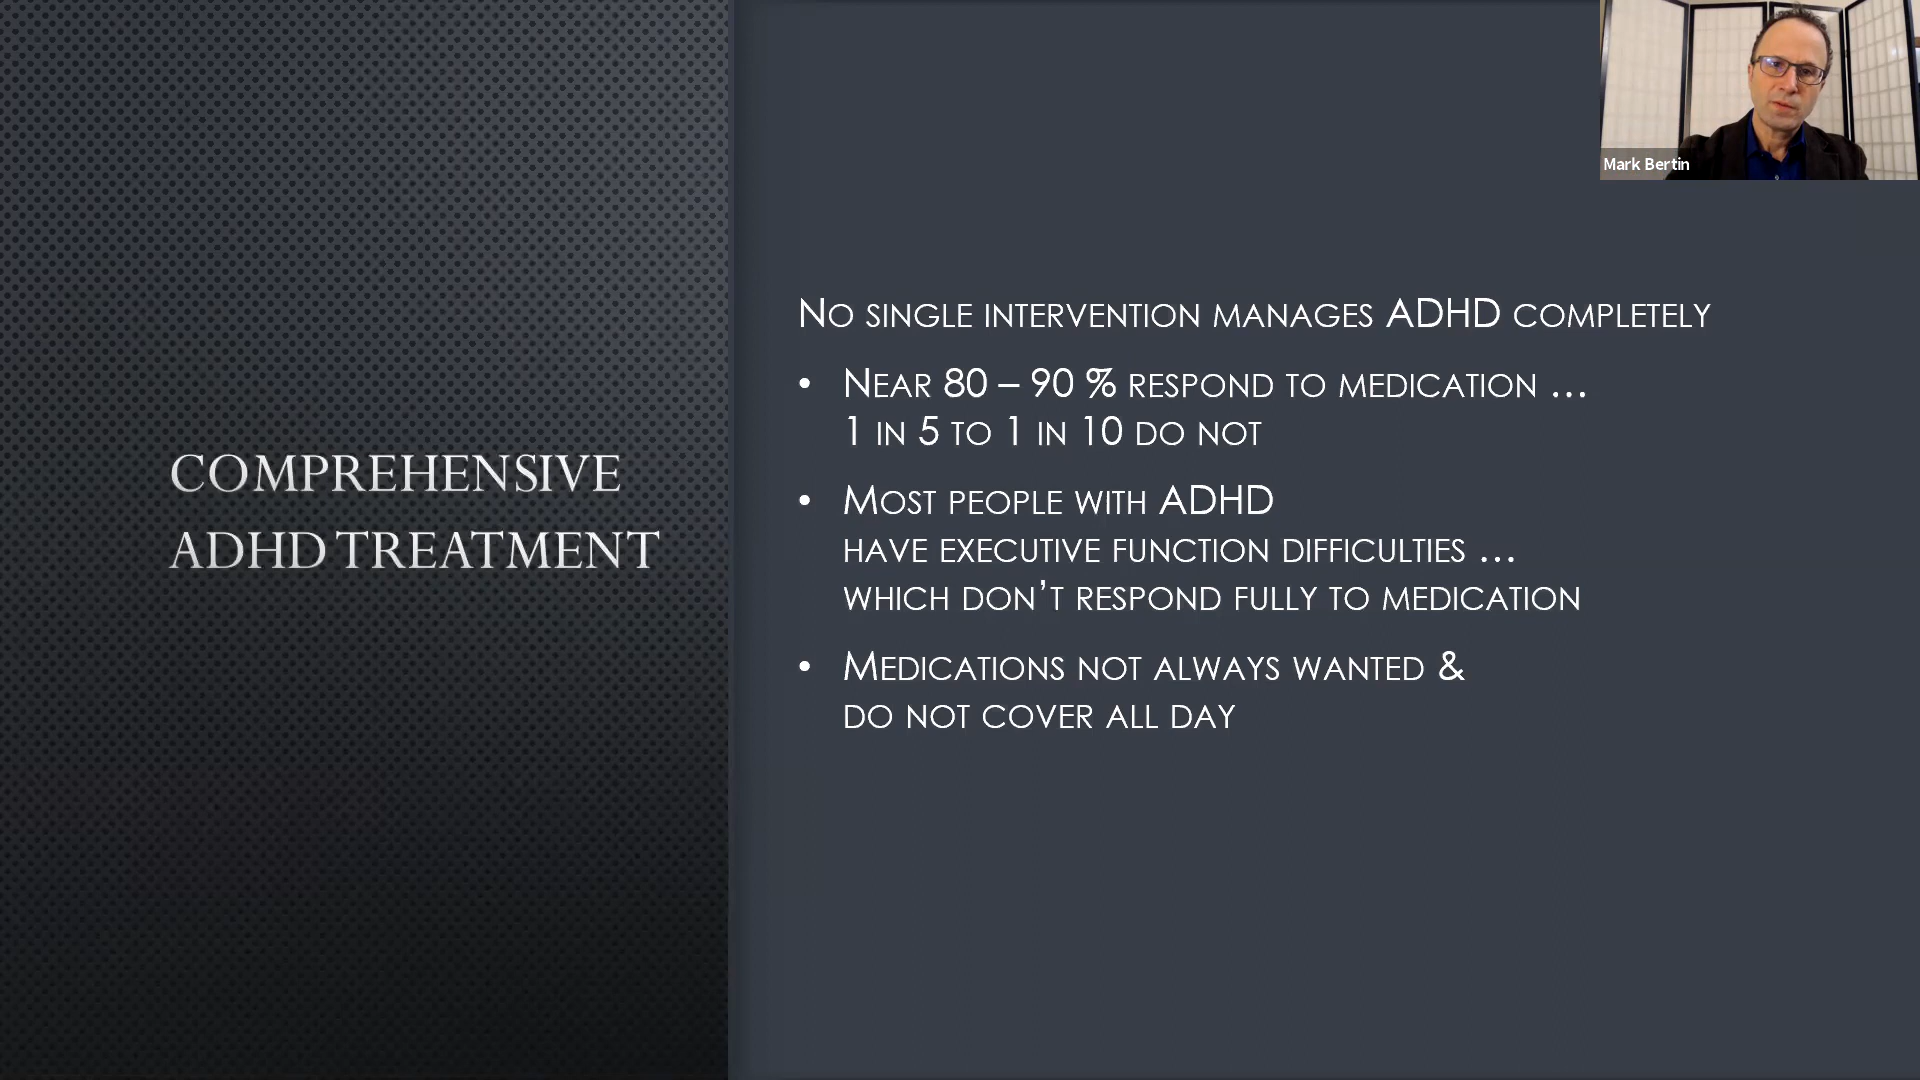 Mark Bertin
COMPREHENSIVE
ADHD TREATMENT
No single intervention manages ADHD completely
• Near 80 – 90 % respond to medication …
1 in 5 to 1 in 10 do not
• Most people with ADHD
have executive function difficulties …
which don’t respond fully to medication
• Medications not always wanted &
do not cover all day